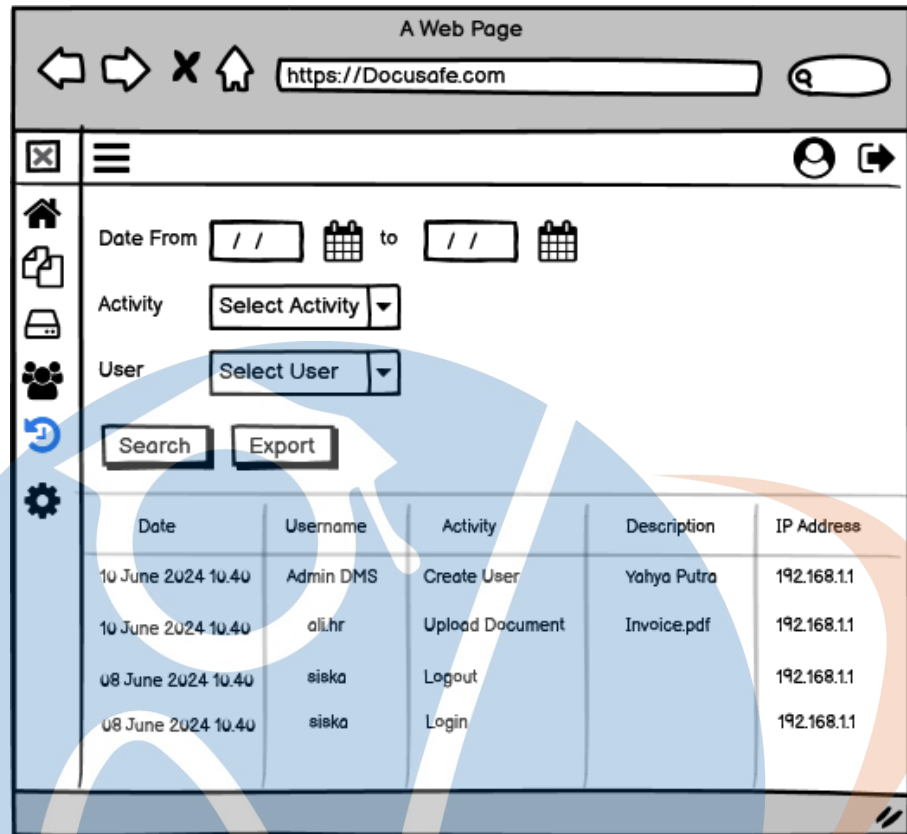 A Web Page
https://Docusafe.com
Date From / / to / /
Activity Select Activity
User Select User
Search Export
Date Username Activity Description IP Address
10 June 2024 10.40 Admin DMS Create User Yahya Putra 192.168.1.1
10 June 2024 10.40 ali.hr Upload Document Invoice.pdf 192.168.1.1
08 June 2024 10.40 siska Logout 192.168.1.1
08 June 2024 10.40 siska Login 192.168.1.1